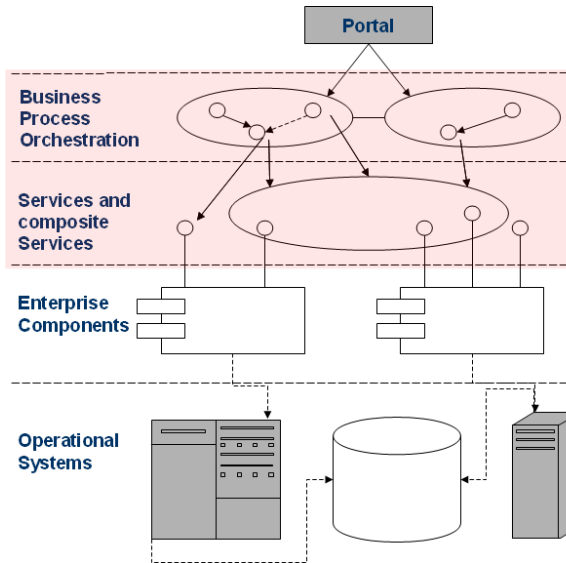 Portal
Business
Process
Orchestration
Services and
composite
Services
Enterprise
Components
Operational
Systems